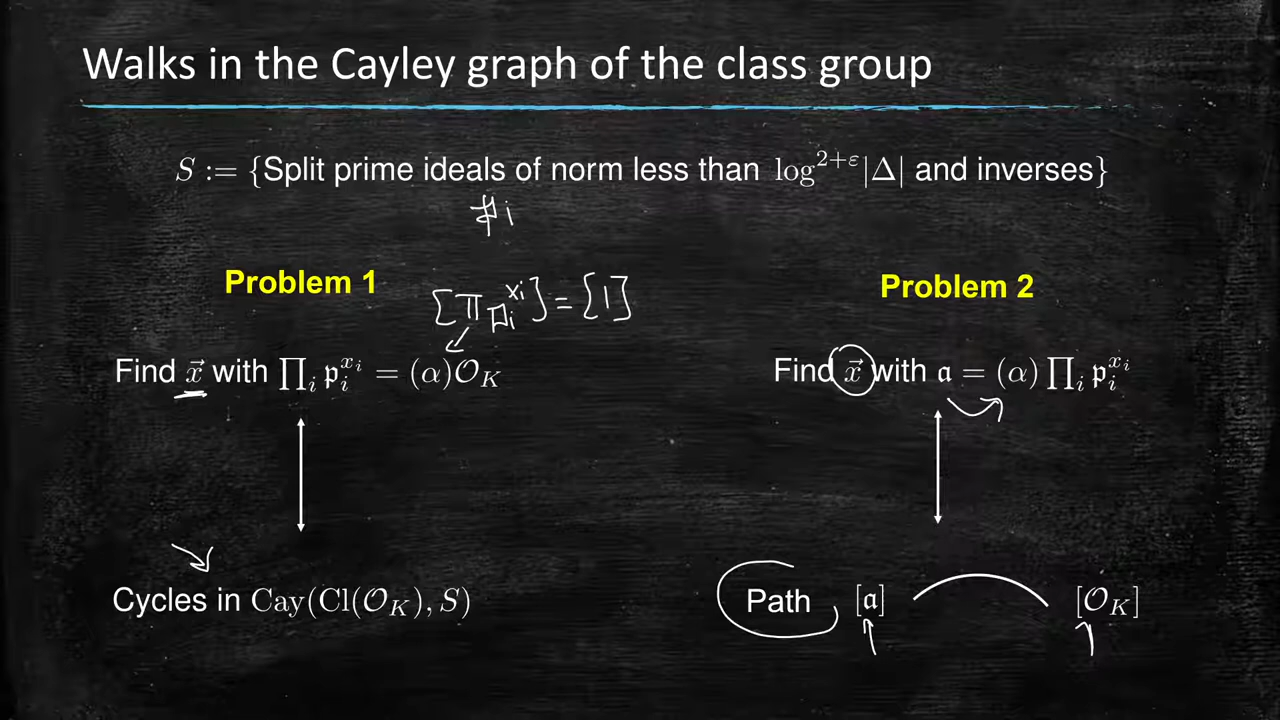 Walks in the Cayley graph of the class group
S := {Split prime ideals of norm less than log^{2+ε}|Δ| and inverses}
𝔭i
Problem 1
[π 𝔭_i^{x_i}] = [1]
Problem 2
Find x⃗ with ∏_i 𝔭_i^{x_i} = (α)𝒪_K
Find x⃗ with 𝔞 = (α) ∏_i 𝔭_i^{x_i}
Cycles in Cay(Cl(𝒪_K), S)
Path [𝔞] [𝒪_K]